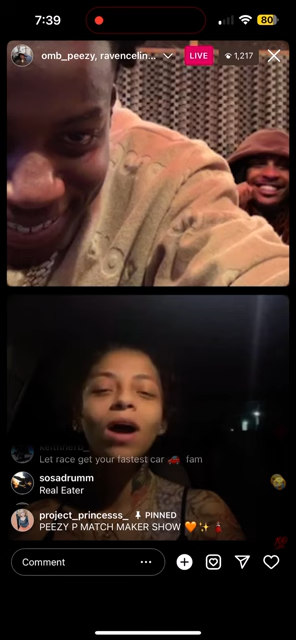 7:39
80
omb_peezy, ravencelin...
LIVE
1,217
Let race get your fastest car 🏎️ fam
sosadrumm
Real Eater
project_princesss_ PINNED
PEEZY P MATCH MAKER SHOW 🧡✨💃🏽
Comment